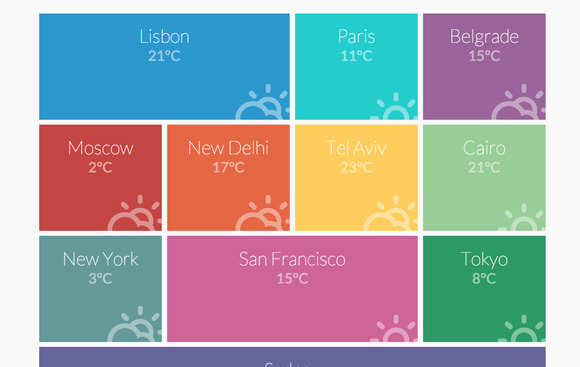 Lisbon
21°C
Paris
11°C
Belgrade
15°C
Moscow
2°C
New Delhi
17°C
Tel Aviv
23°C
Cairo
21°C
New York
3°C
San Francisco
15°C
Tokyo
8°C